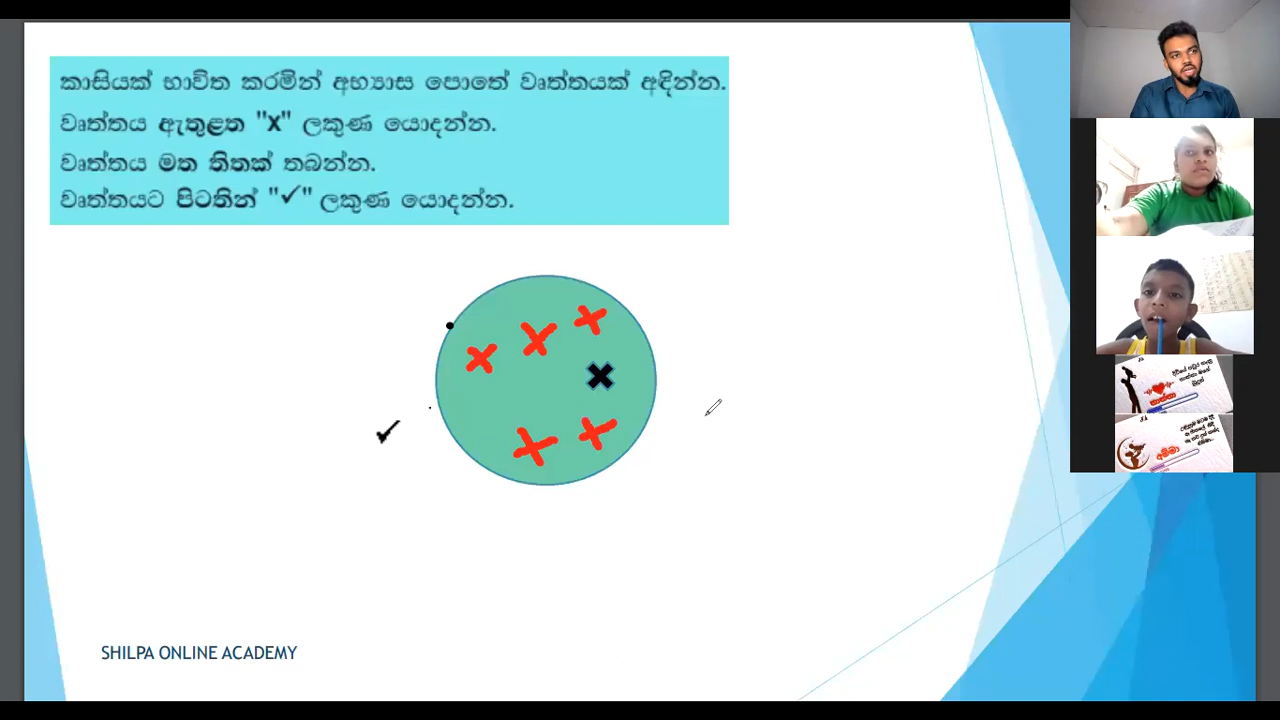 කාසියක් භාවිත කරමින් අභ්‍යාස පොතේ වෘත්තයක් අඳින්න.
වෘත්තය ඇතුළත "x" ලකුණ යොදන්න.
වෘත්තය මත තිතක් තබන්න.
වෘත්තයට පිටතින් "✓" ලකුණ යොදන්න.
SHILPA ONLINE ACADEMY
තාත්තා
අම්මා